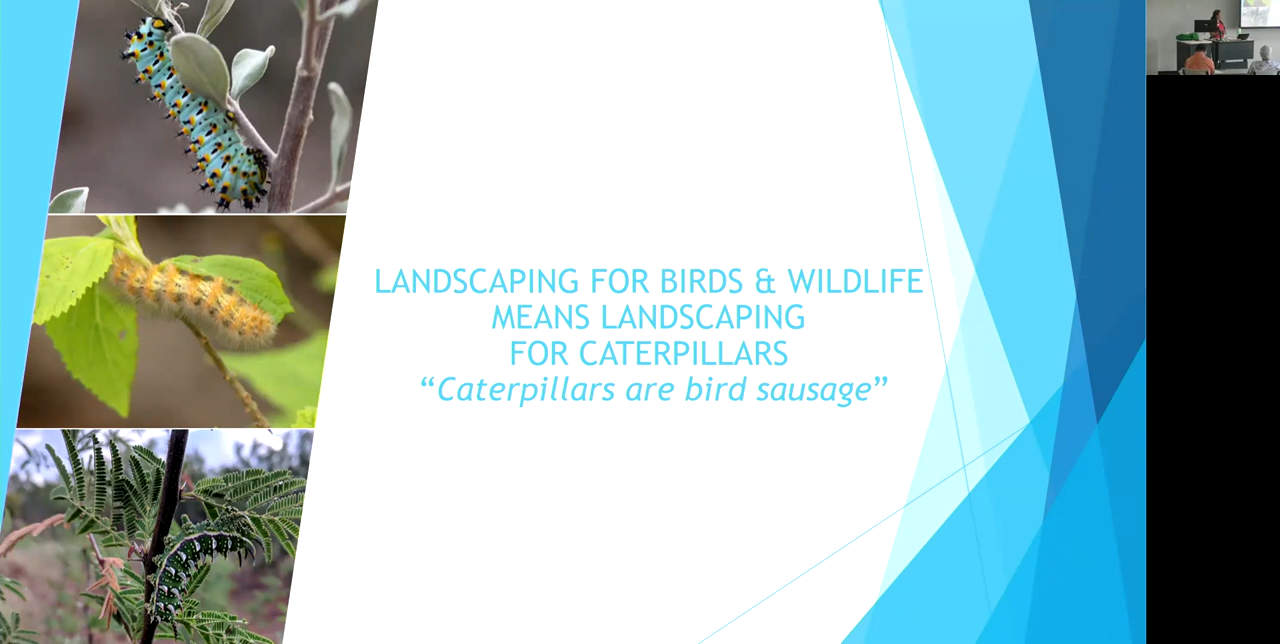 LANDSCAPING FOR BIRDS & WILDLIFE
MEANS LANDSCAPING
FOR CATERPILLARS
“Caterpillars are bird sausage”